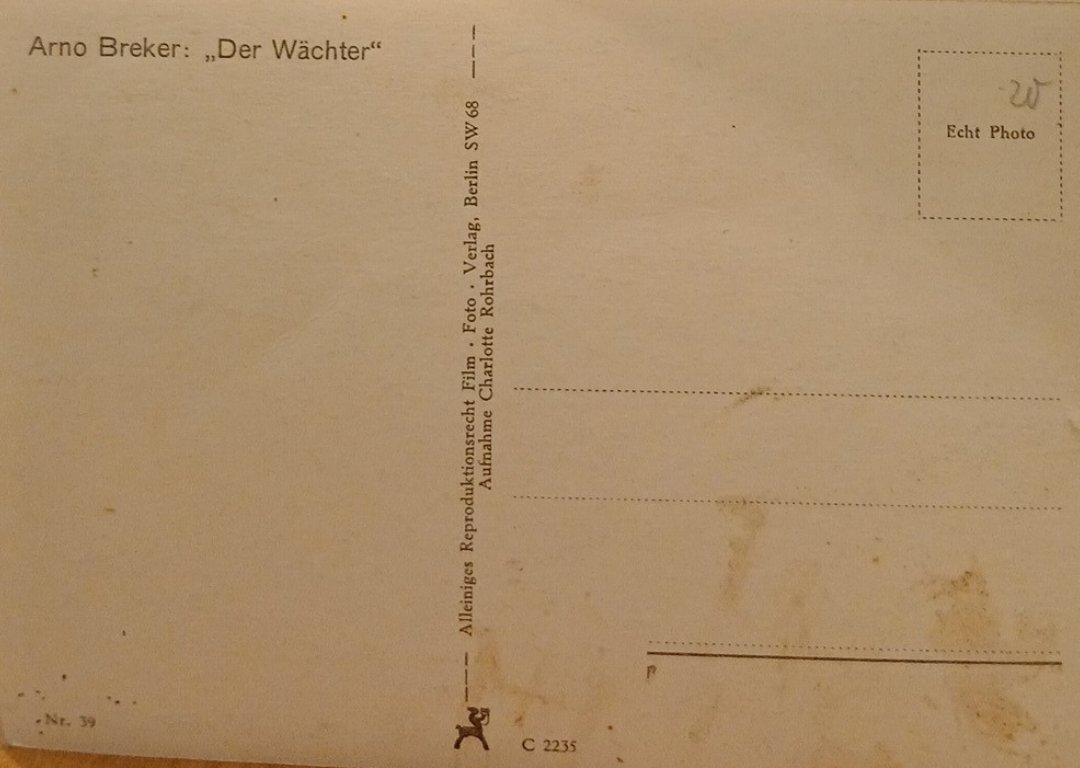 Arno Breker: „Der Wächter“
Alleiniges Reproduktionsrecht Film · Foto · Verlag, Berlin SW 68
Aufnahme Charlotte Rohrbach
20
Echt Photo
Nr. 39
C 2235